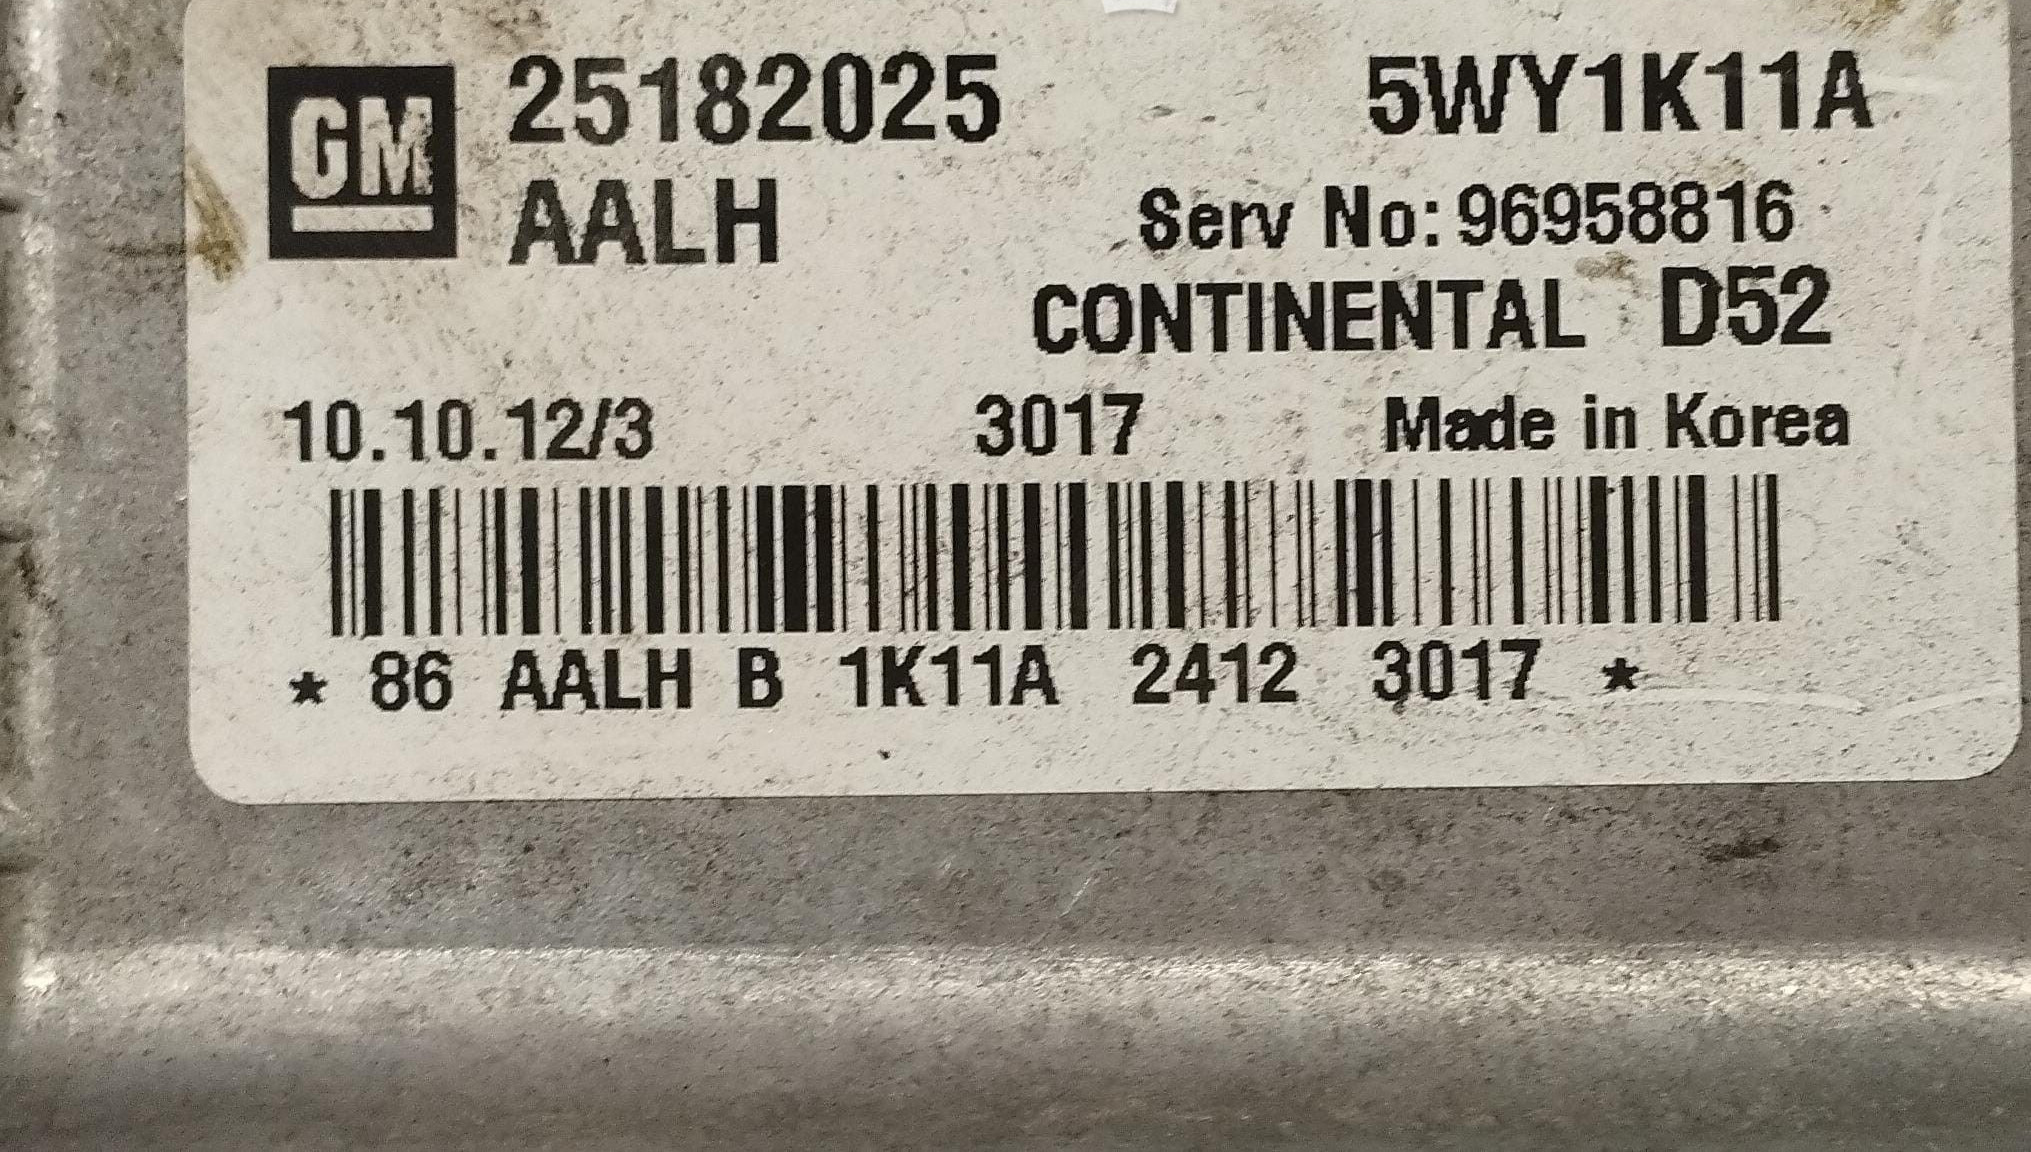 GM 25182025 5WY1K11A
AALH Serv No: 96958816
CONTINENTAL D52
10.10.12/3 3017 Made in Korea
* 86 AALH B 1K11A 2412 3017 *